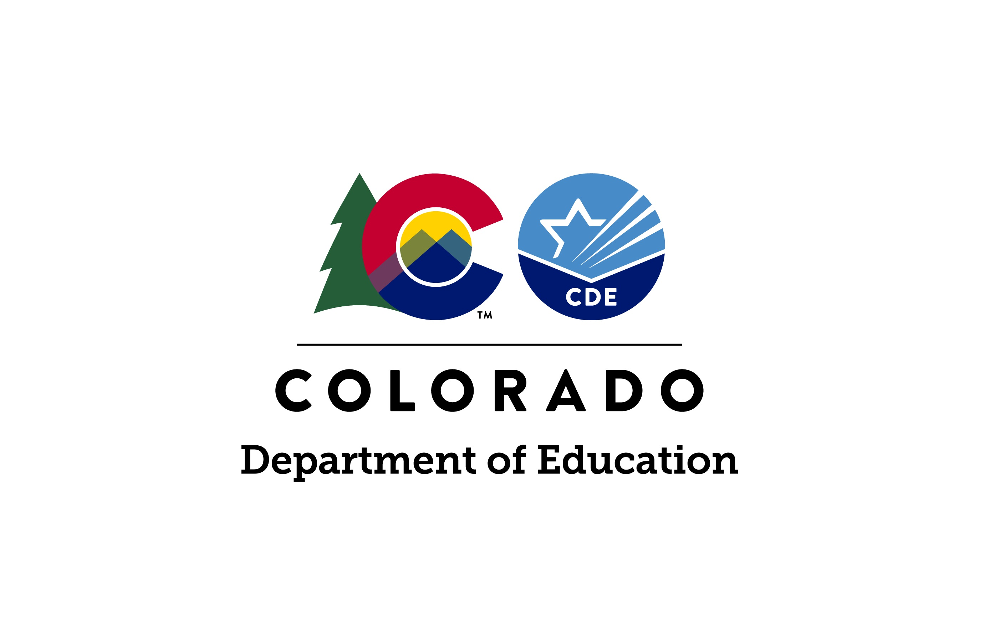 CDE
TM
COLORADO
Department of Education